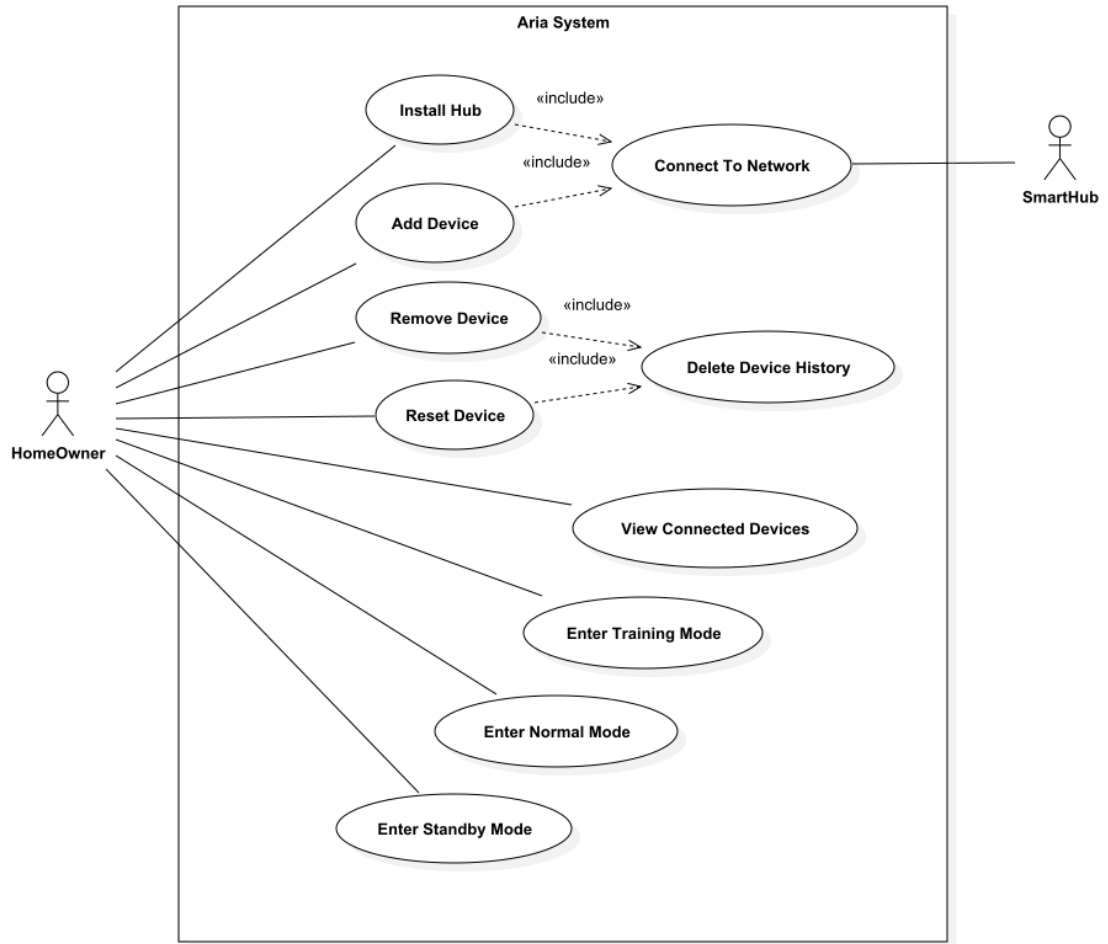 Aria System
Install Hub
«include»
Connect To Network
«include»
Add Device
SmartHub
Remove Device
«include»
Delete Device History
«include»
Reset Device
HomeOwner
View Connected Devices
Enter Training Mode
Enter Normal Mode
Enter Standby Mode